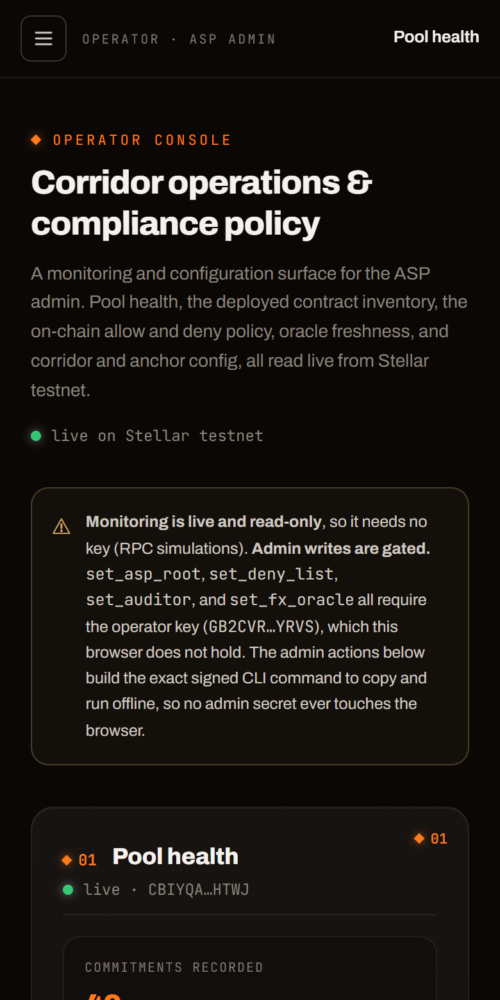 OPERATOR · ASP ADMIN
Pool health
OPERATOR CONSOLE
Corridor operations &
compliance policy
A monitoring and configuration surface for the ASP
admin. Pool health, the deployed contract inventory, the
on-chain allow and deny policy, oracle freshness, and
corridor and anchor config, all read live from Stellar
testnet.
live on Stellar testnet
Monitoring is live and read-only, so it needs no
key (RPC simulations). Admin writes are gated.
set_asp_root, set_deny_list,
set_auditor, and set_fx_oracle all require
the operator key (GB2CVR…YRVS), which this
browser does not hold. The admin actions below
build the exact signed CLI command to copy and
run offline, so no admin secret ever touches the
browser.
01
01 Pool health
live · CBIYQA…HTWJ
COMMITMENTS RECORDED